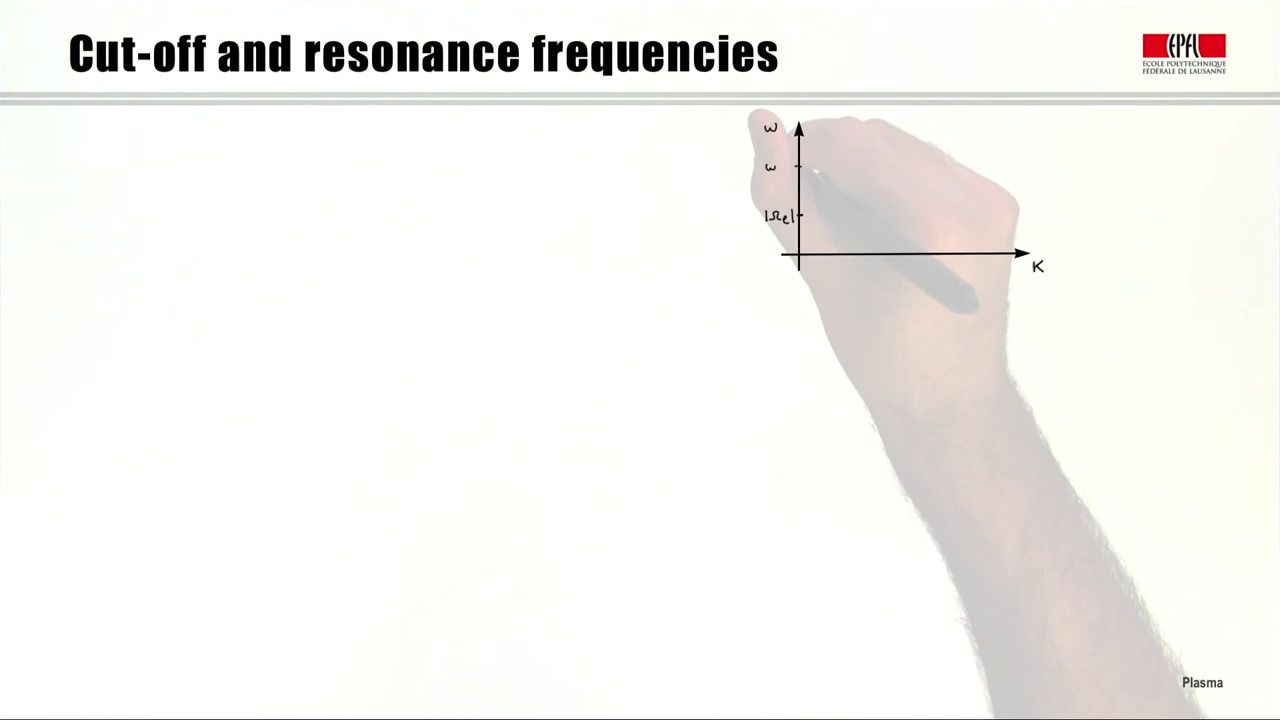 Cut-off and resonance frequencies
EPFL
ÉCOLE POLYTECHNIQUE
FÉDÉRALE DE LAUSANNE
ω
ω
|Ωe|
K
Plasma